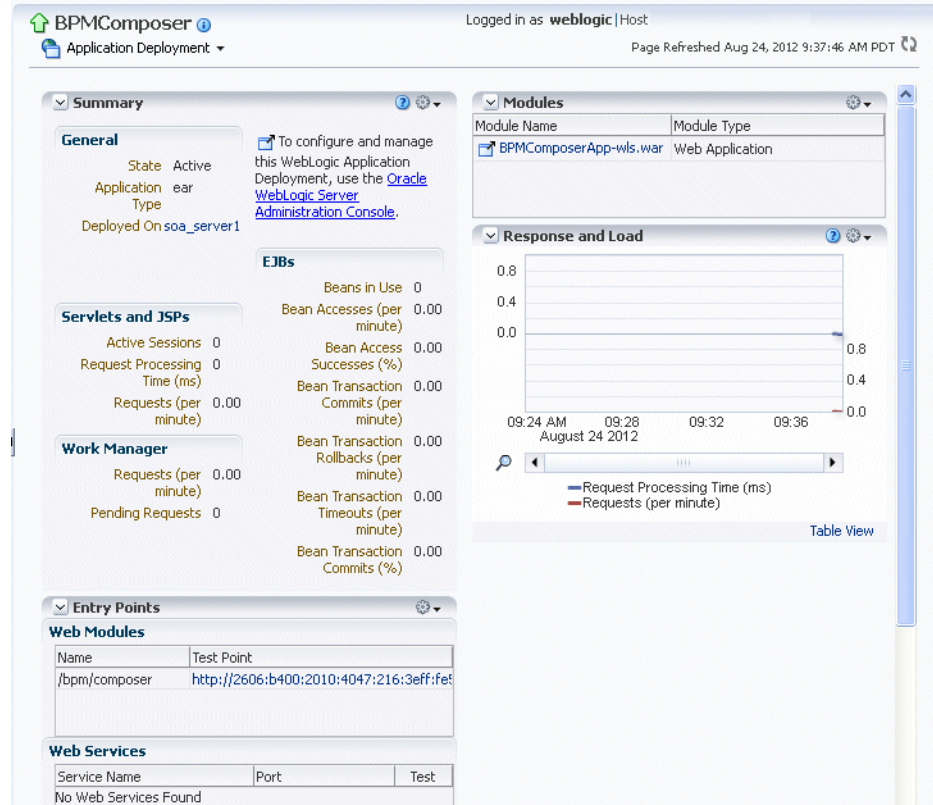 BPMComposer
Logged in as weblogic|Host
Application Deployment
Page Refreshed Aug 24, 2012 9:37:46 AM PDT
Summary
General
State Active
Application Type ear
Deployed On soa_server1
To configure and manage
this WebLogic Application
Deployment, use the Oracle
WebLogic Server
Administration Console.
Servlets and JSPs
Active Sessions 0
Request Processing Time (ms) 0
Requests (per minute) 0.00
Work Manager
Requests (per minute) 0.00
Pending Requests 0
EJBs
Beans in Use 0
Bean Accesses (per minute) 0.00
Bean Access Successes (%) 0.00
Bean Transaction Commits (per minute) 0.00
Bean Transaction Rollbacks (per minute) 0.00
Bean Transaction Timeouts (per minute) 0.00
Bean Transaction Commits (%) 0.00
Entry Points
Web Modules
Name Test Point
/bpm/composer http://2606:b400:2010:4047:216:3eff:fe5
Web Services
Service Name Port Test
No Web Services Found
Modules
Module Name Module Type
BPMComposerApp-wls.war Web Application
Response and Load
0.8
0.4
0.0
0.8
0.4
0.0
09:24 AM 09:28 09:32 09:36
August 24 2012
Request Processing Time (ms)
Requests (per minute)
Table View